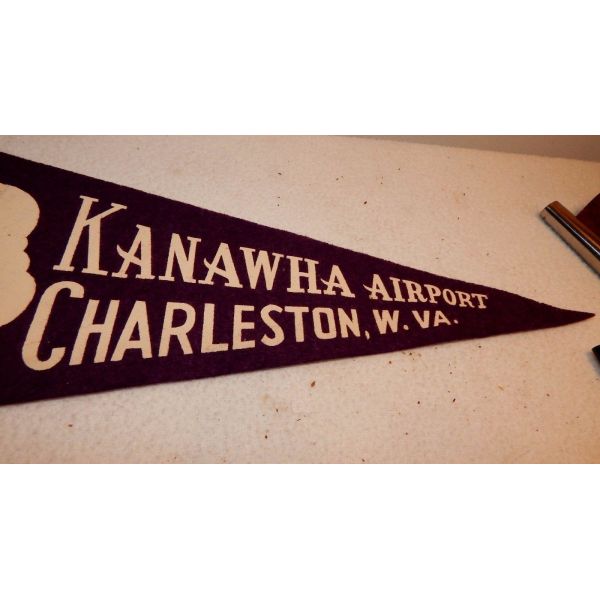 KANAWHA AIRPORT
CHARLESTON, W. VA.